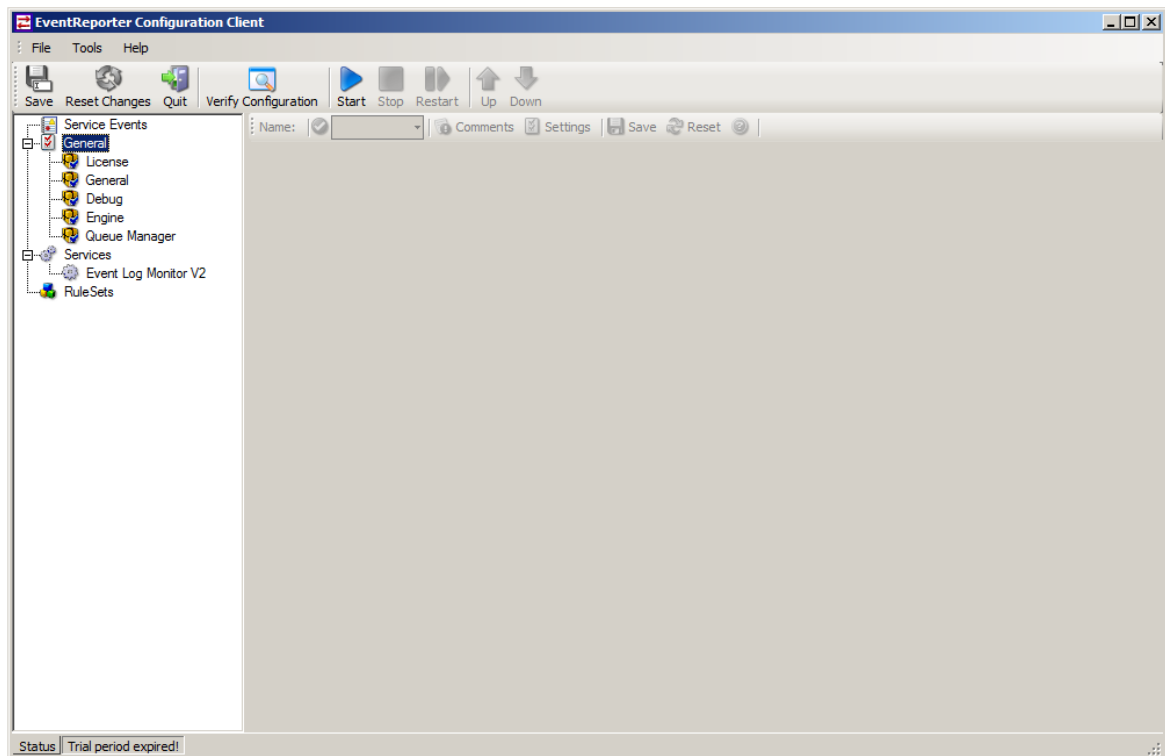 EventReporter Configuration Client
File Tools Help
Save Reset Changes Quit Verify Configuration Start Stop Restart Up Down
Service Events
Name: Comments Settings Save Reset
General
License
General
Debug
Engine
Queue Manager
Services
Event Log Monitor V2
RuleSets
Status Trial period expired!